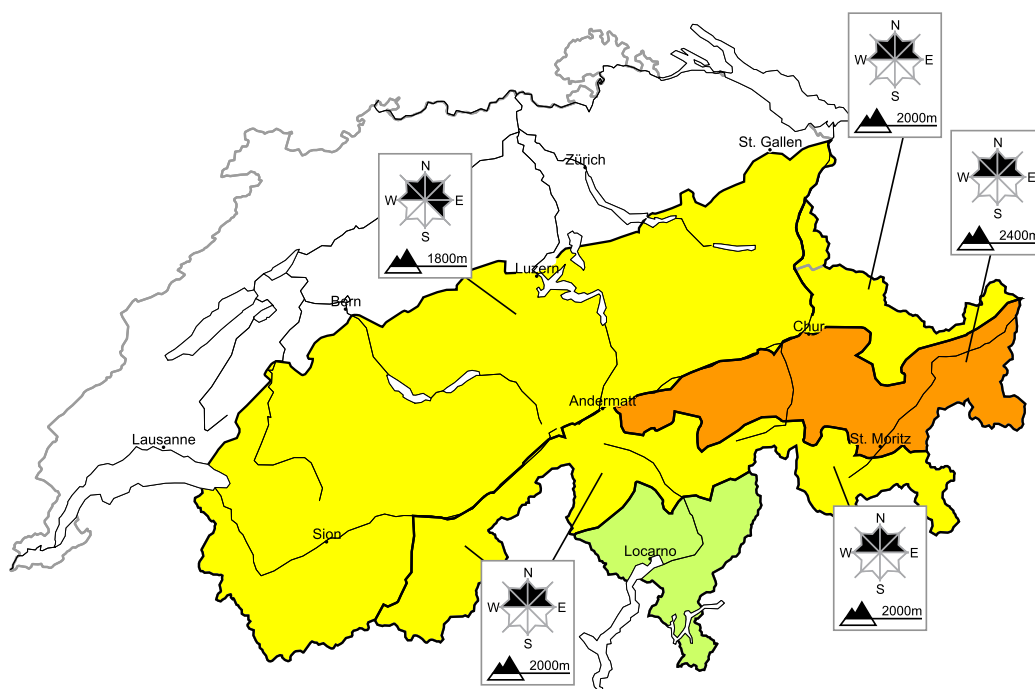 N
W E
S
2000m
St. Gallen
N
W E
S
2400m
Zürich
N
W E
S
1800m
Luzern
Bern
Chur
Andermatt
Lausanne
St. Moritz
Sion
Locarno
N
W E
S
2000m
N
W E
S
2000m